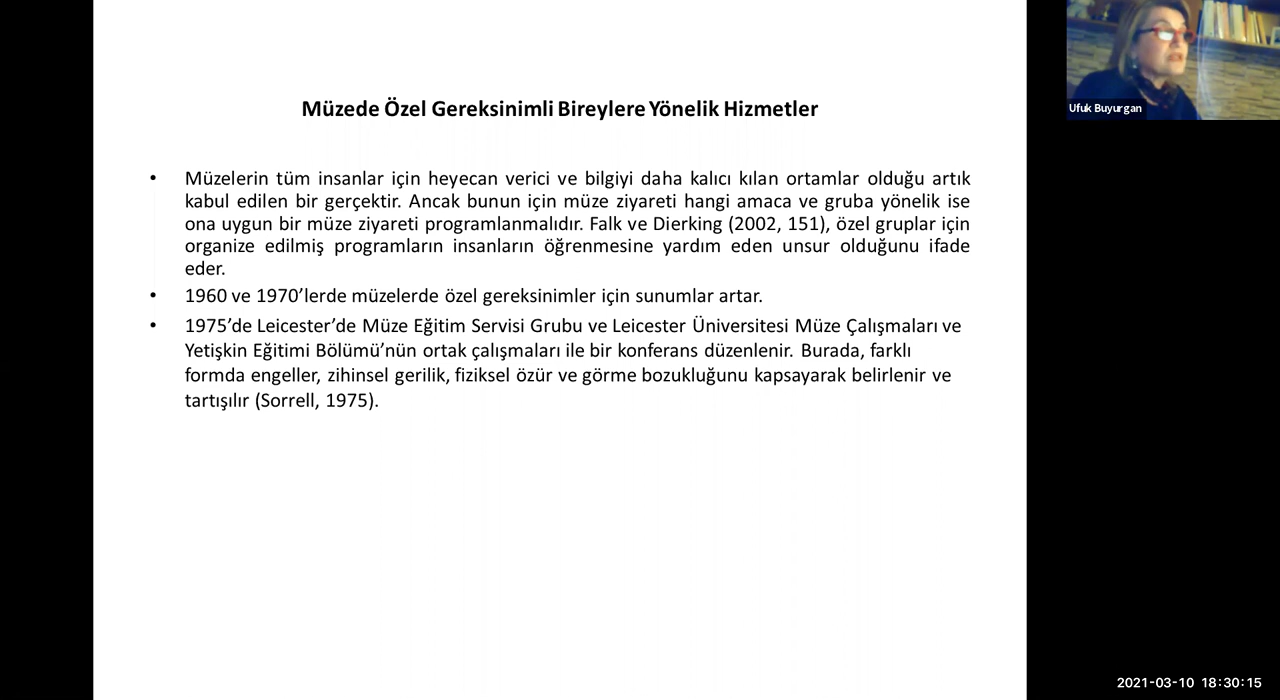 Müzede Özel Gereksinimli Bireylere Yönelik Hizmetler
• Müzelerin tüm insanlar için heyecan verici ve bilgiyi daha kalıcı kılan ortamlar olduğu artık
kabul edilen bir gerçektir. Ancak bunun için müze ziyareti hangi amaca ve gruba yönelik ise
ona uygun bir müze ziyareti programlanmalıdır. Falk ve Dierking (2002, 151), özel gruplar için
organize edilmiş programların insanların öğrenmesine yardım eden unsur olduğunu ifade
eder.
• 1960 ve 1970’lerde müzelerde özel gereksinimler için sunumlar artar.
• 1975’de Leicester’de Müze Eğitim Servisi Grubu ve Leicester Üniversitesi Müze Çalışmaları ve
Yetişkin Eğitimi Bölümü’nün ortak çalışmaları ile bir konferans düzenlenir. Burada, farklı
formda engeller, zihinsel gerilik, fiziksel özür ve görme bozukluğunu kapsayarak belirlenir ve
tartışılır (Sorrell, 1975).
Ufuk Buyurgan
2021-03-10 18:30:15